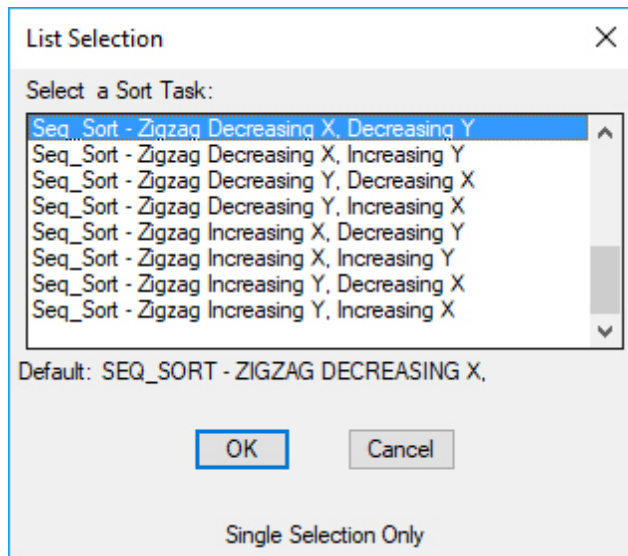 List Selection
Select a Sort Task:
Seq_Sort - Zigzag Decreasing X, Decreasing Y
Seq_Sort - Zigzag Decreasing X, Increasing Y
Seq_Sort - Zigzag Decreasing Y, Decreasing X
Seq_Sort - Zigzag Decreasing Y, Increasing X
Seq_Sort - Zigzag Increasing X, Decreasing Y
Seq_Sort - Zigzag Increasing X, Increasing Y
Seq_Sort - Zigzag Increasing Y, Decreasing X
Seq_Sort - Zigzag Increasing Y, Increasing X
Default: SEQ_SORT - ZIGZAG DECREASING X,
OK Cancel
Single Selection Only